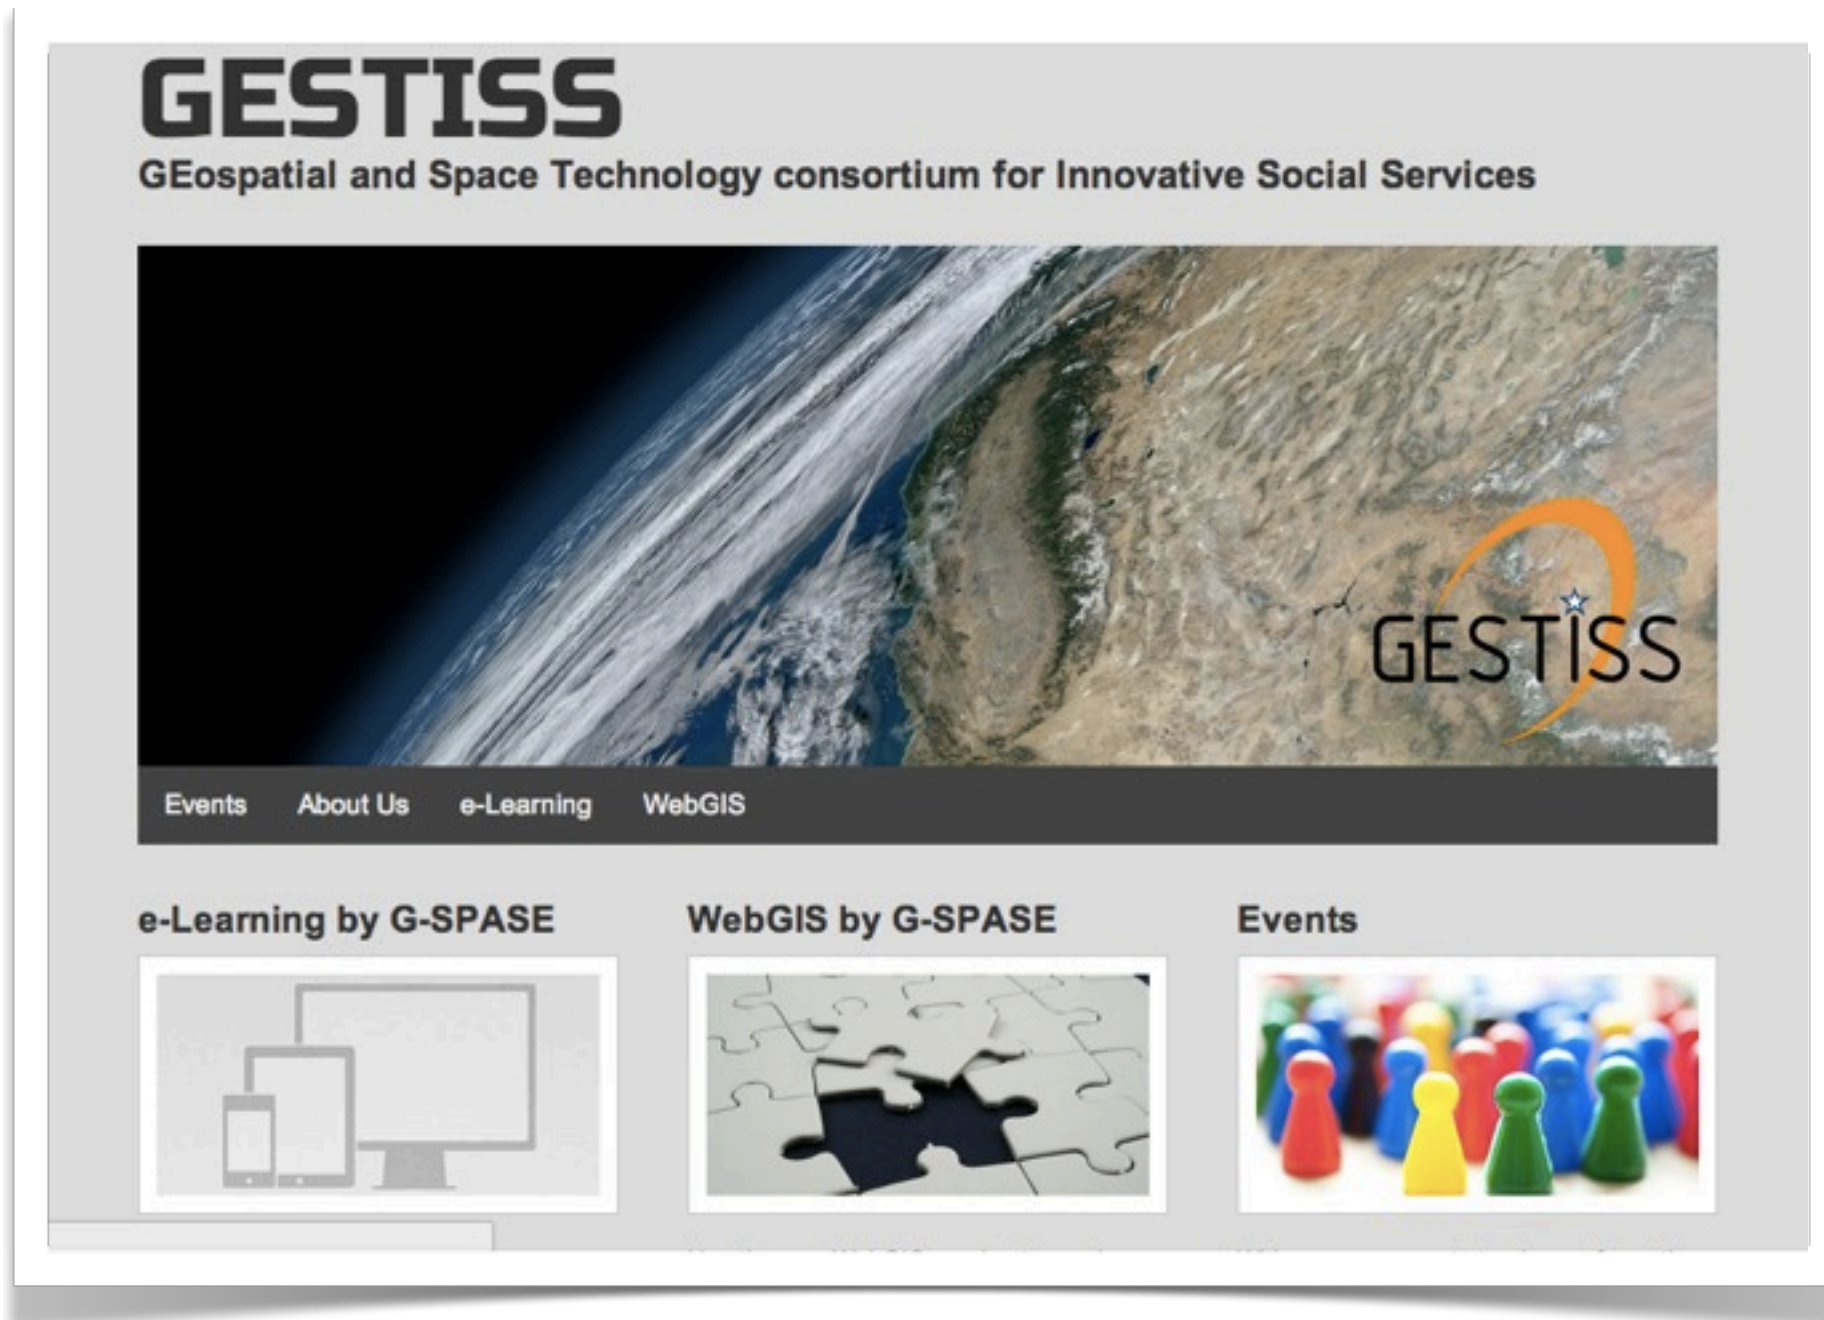 GESTISS
GEospatial and Space Technology consortium for Innovative Social Services
GESTISS
Events About Us e-Learning WebGIS
e-Learning by G-SPASE
WebGIS by G-SPASE
Events